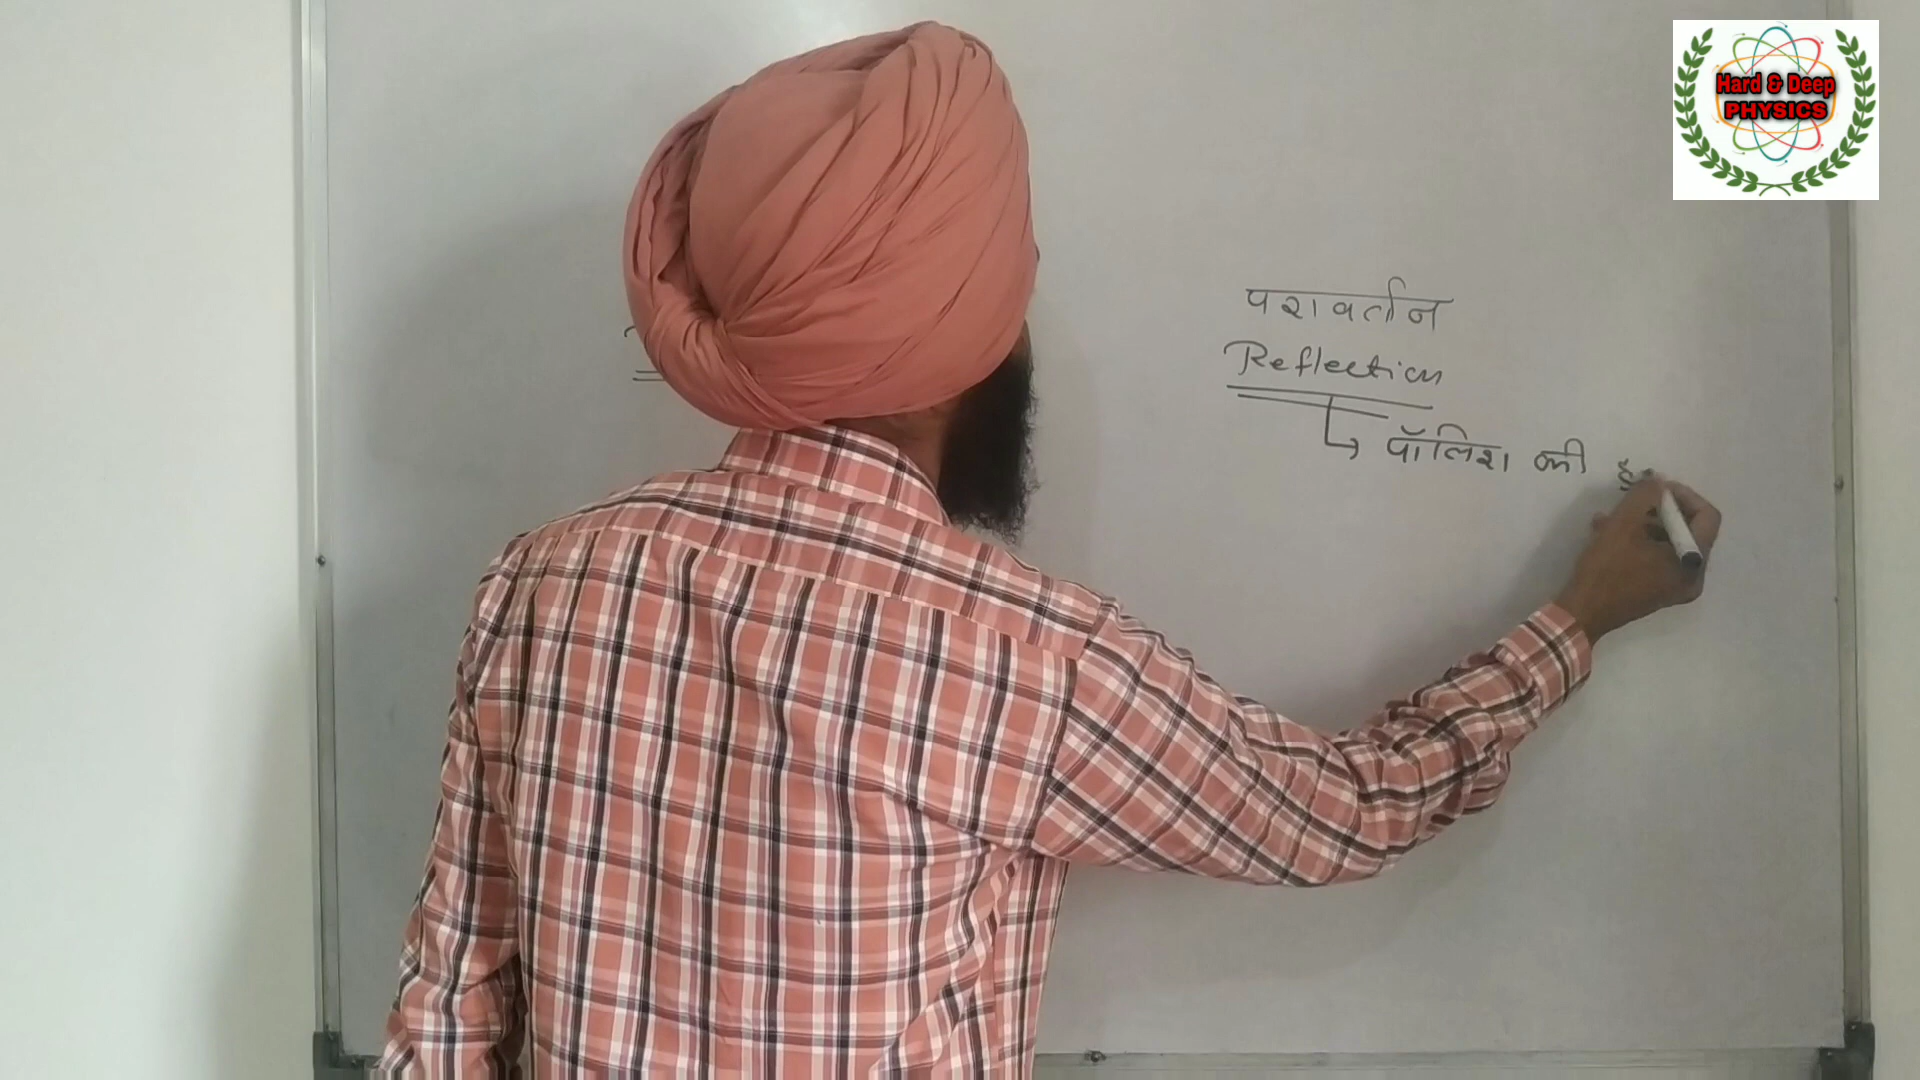 Hard & Deep
PHYSICS
परावर्तन
Reflection
पॉलिश की